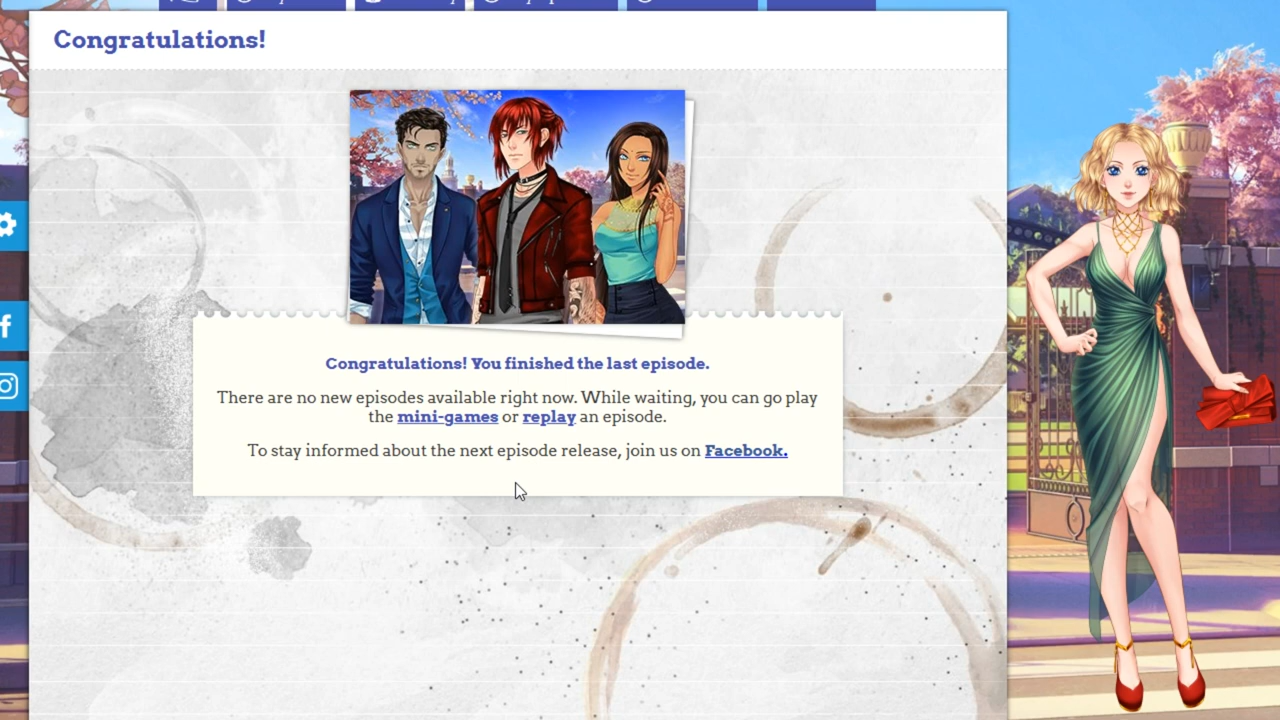 Congratulations!
Congratulations! You finished the last episode.
There are no new episodes available right now. While waiting, you can go play
the mini-games or replay an episode.
To stay informed about the next episode release, join us on Facebook.